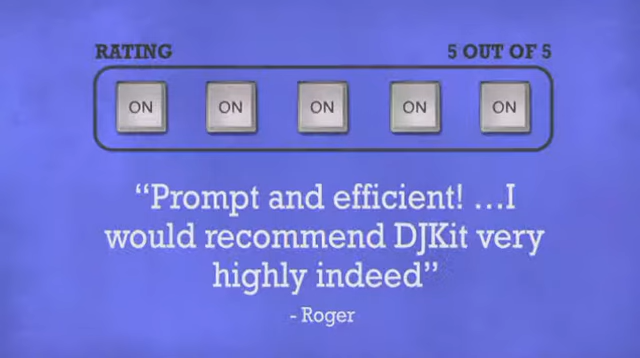 RATING 5 OUT OF 5
ON ON ON ON ON
“Prompt and efficient! ...I
would recommend DJKit very
highly indeed”
- Roger